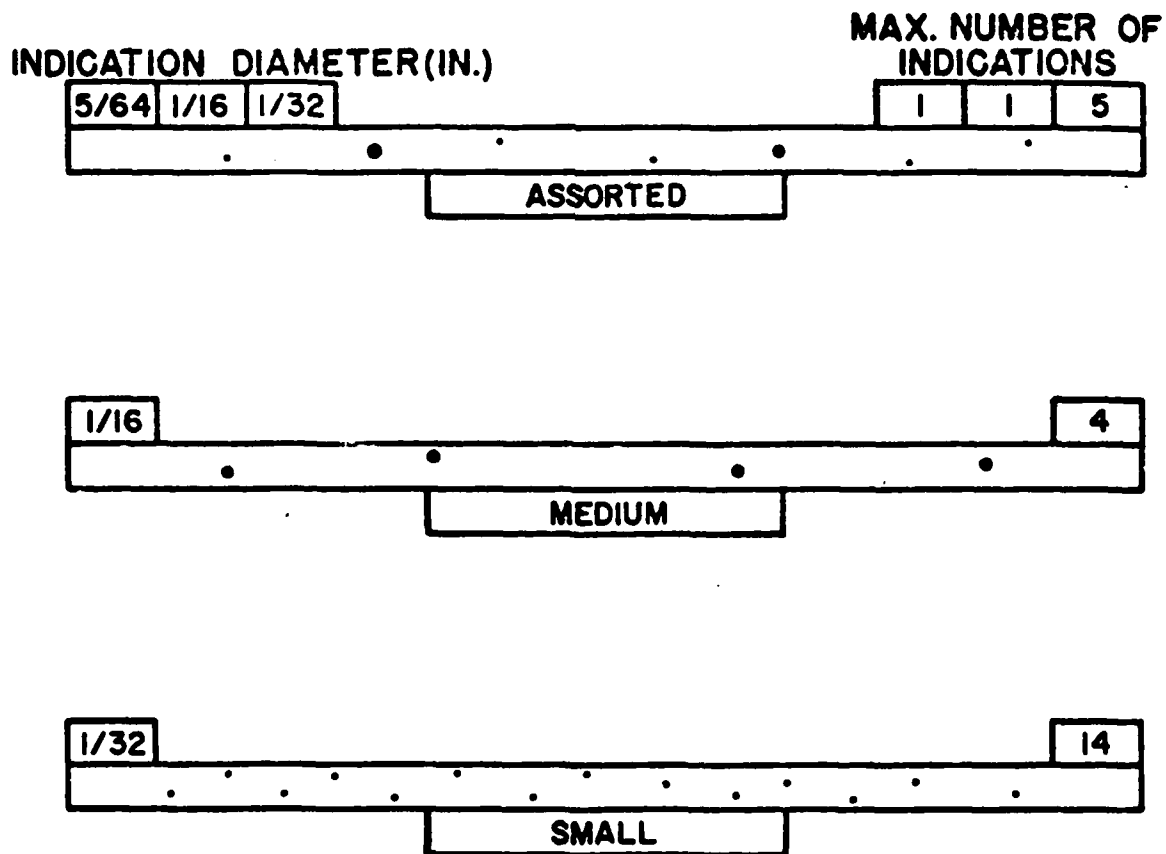 MAX. NUMBER OF
INDICATION DIAMETER(IN.) INDICATIONS
5/64 1/16 1/32 1 1 5
ASSORTED
1/16 4
MEDIUM
1/32 14
SMALL